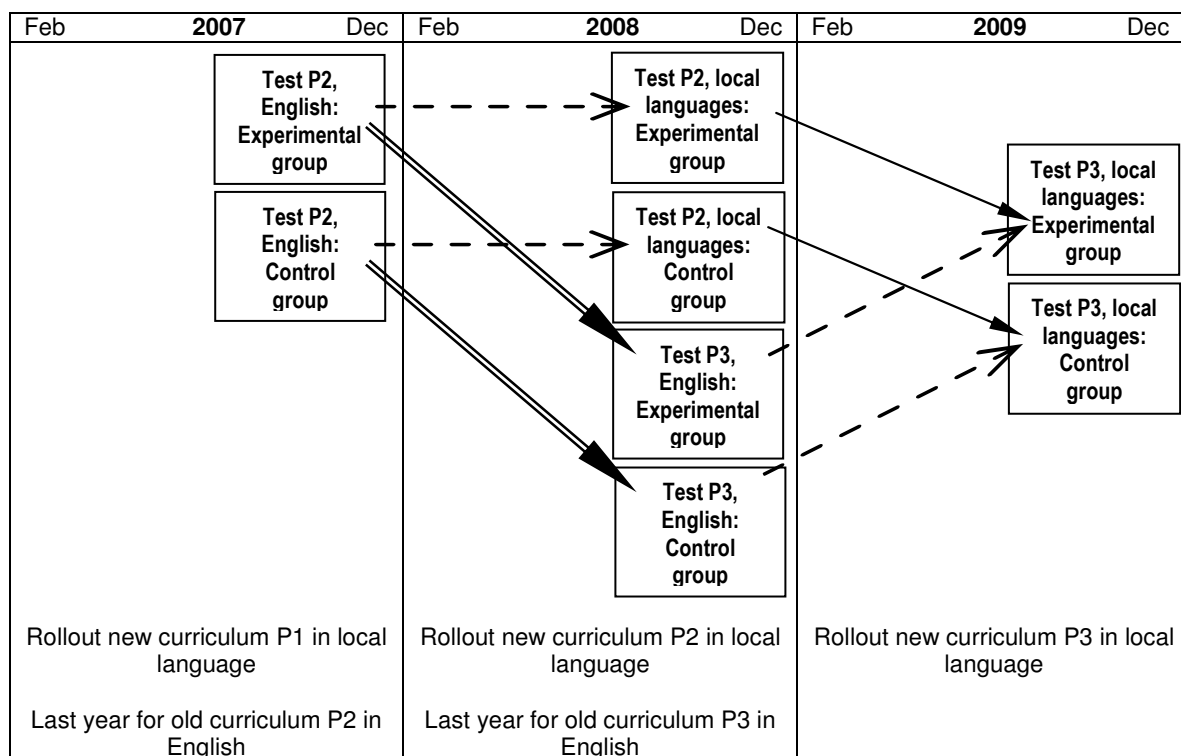 Feb 2007 Dec
Feb 2008 Dec
Feb 2009 Dec
Test P2,
English:
Experimental
group
Test P2,
English:
Control
group
Test P2, local
languages:
Experimental
group
Test P2, local
languages:
Control
group
Test P3,
English:
Experimental
group
Test P3,
English:
Control
group
Test P3, local
languages:
Experimental
group
Test P3, local
languages:
Control
group
Rollout new curriculum P1 in local
language
Last year for old curriculum P2 in
English
Rollout new curriculum P2 in local
language
Last year for old curriculum P3 in
English
Rollout new curriculum P3 in local
language